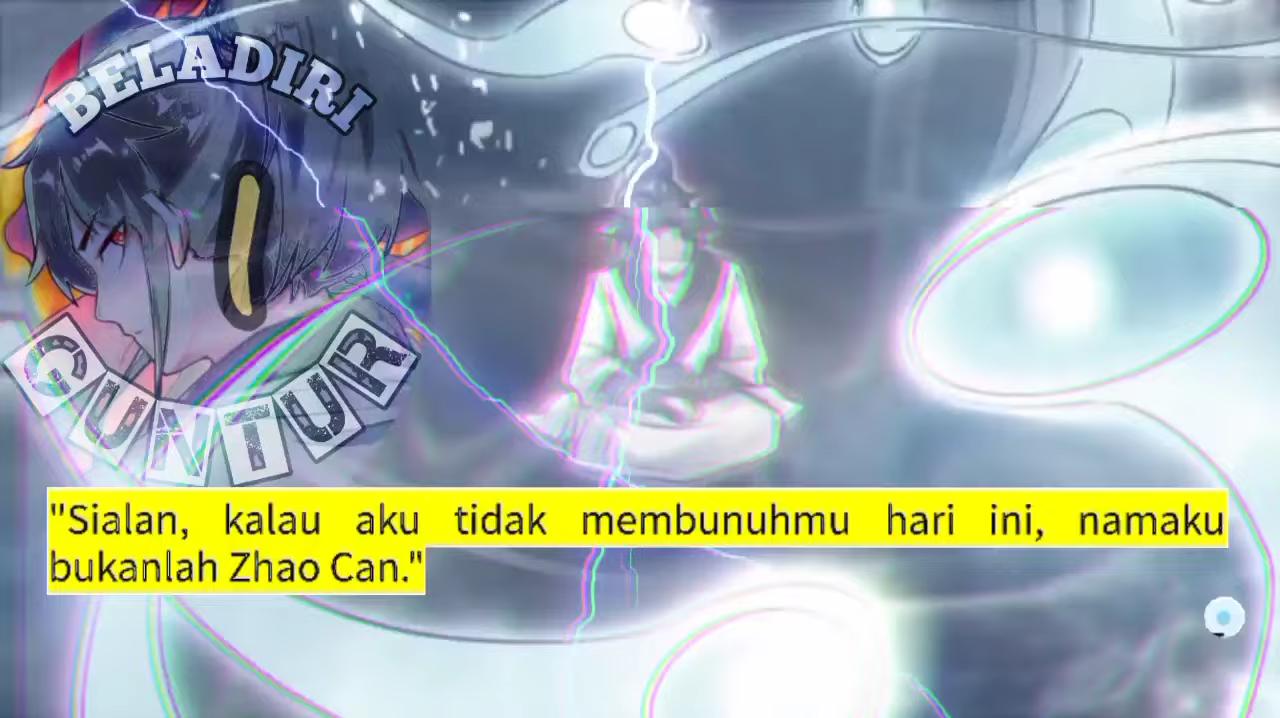 BELADIRI
GUNTUR
"Sialan, kalau aku tidak membunuhmu hari ini, namaku
bukanlah Zhao Can."